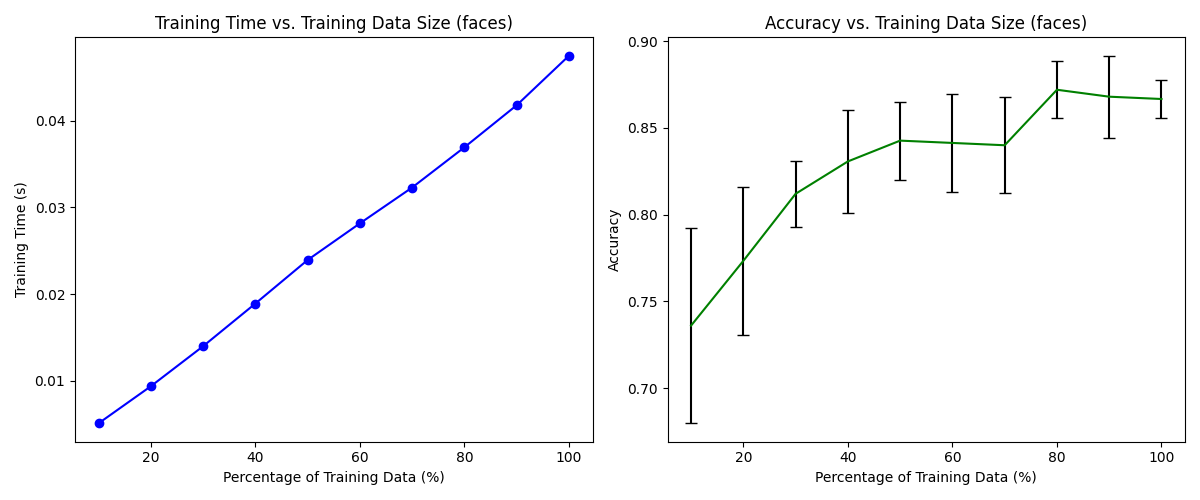 Training Time vs. Training Data Size (faces)
Training Time (s)
0.04
0.03
0.02
0.01
20 40 60 80 100
Percentage of Training Data (%)
Accuracy vs. Training Data Size (faces)
Accuracy
0.90
0.85
0.80
0.75
0.70
20 40 60 80 100
Percentage of Training Data (%)